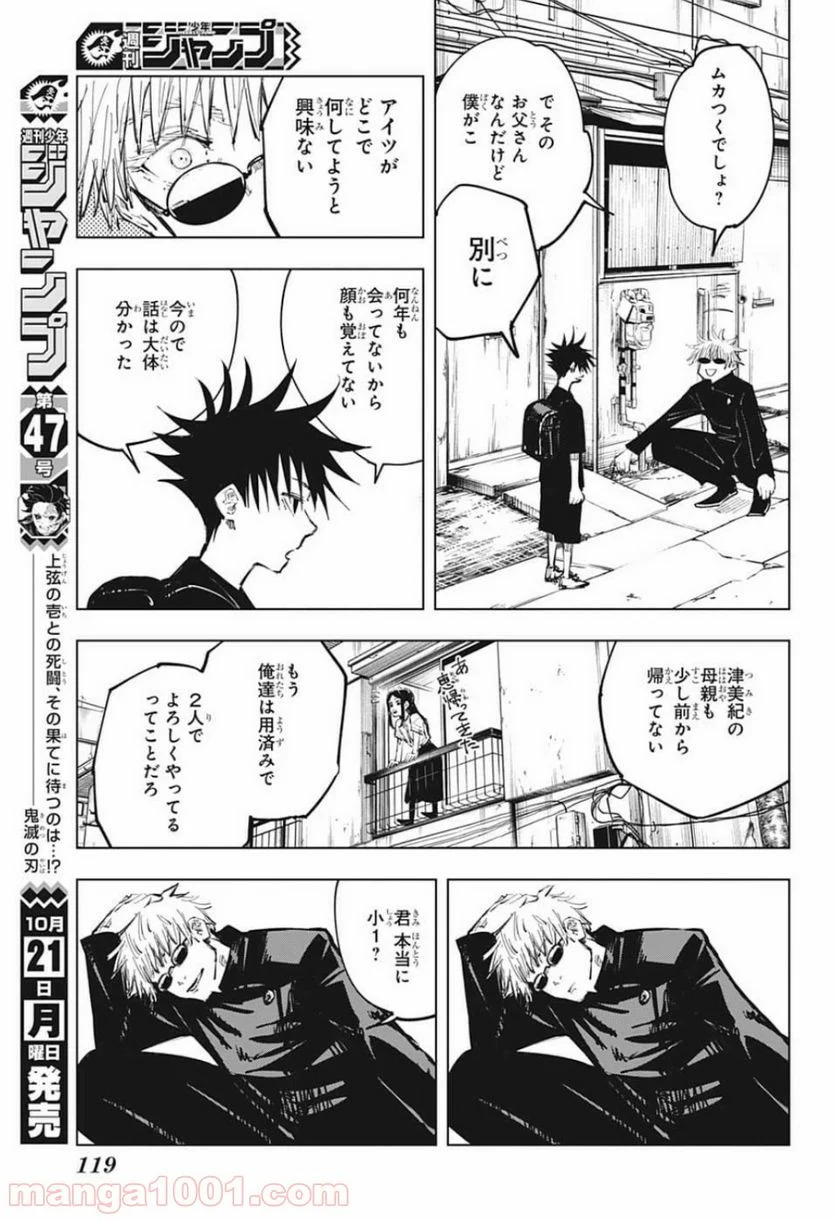 週刊少年ジャンプ
ムカつくでしょ?
で その
お父さん
なんだけど
僕がこ
別に
アイツが
どこで
何してようと
興味ない
何年も
会ってないから
顔も覚えてない
今ので
話は大体
分かった
津美紀の
母親も
少し前から
帰ってない
あ
恵帰ってきた
もう
俺達は用済みで
2人で
よろしくやってる
ってことだろ
君 本当に
小1?
週刊少年ジャンプ
第47号
上弦の壱との死闘、その果てに待つのは…!?
鬼滅の刃
10月21日月曜日発売
119
manga1001.com